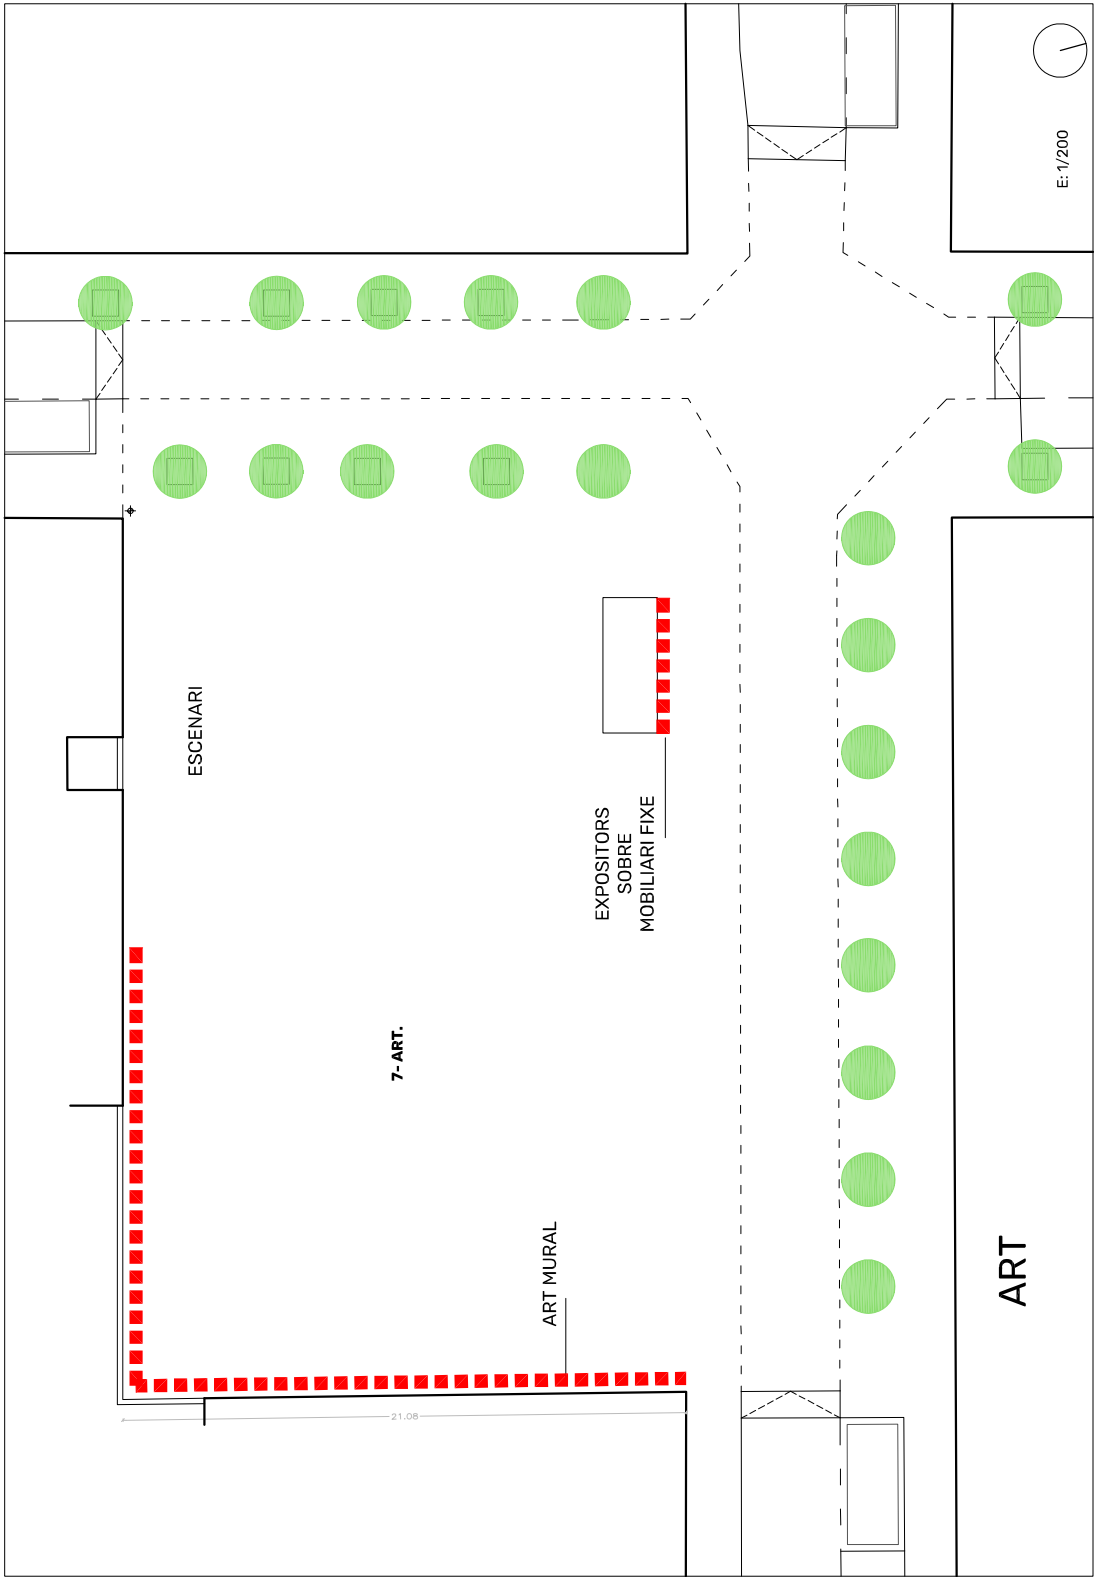 E: 1/200
ESCENARI
EXPOSITORS
SOBRE
MOBILIARI FIXE
7- ART.
ART MURAL
ART
21.08